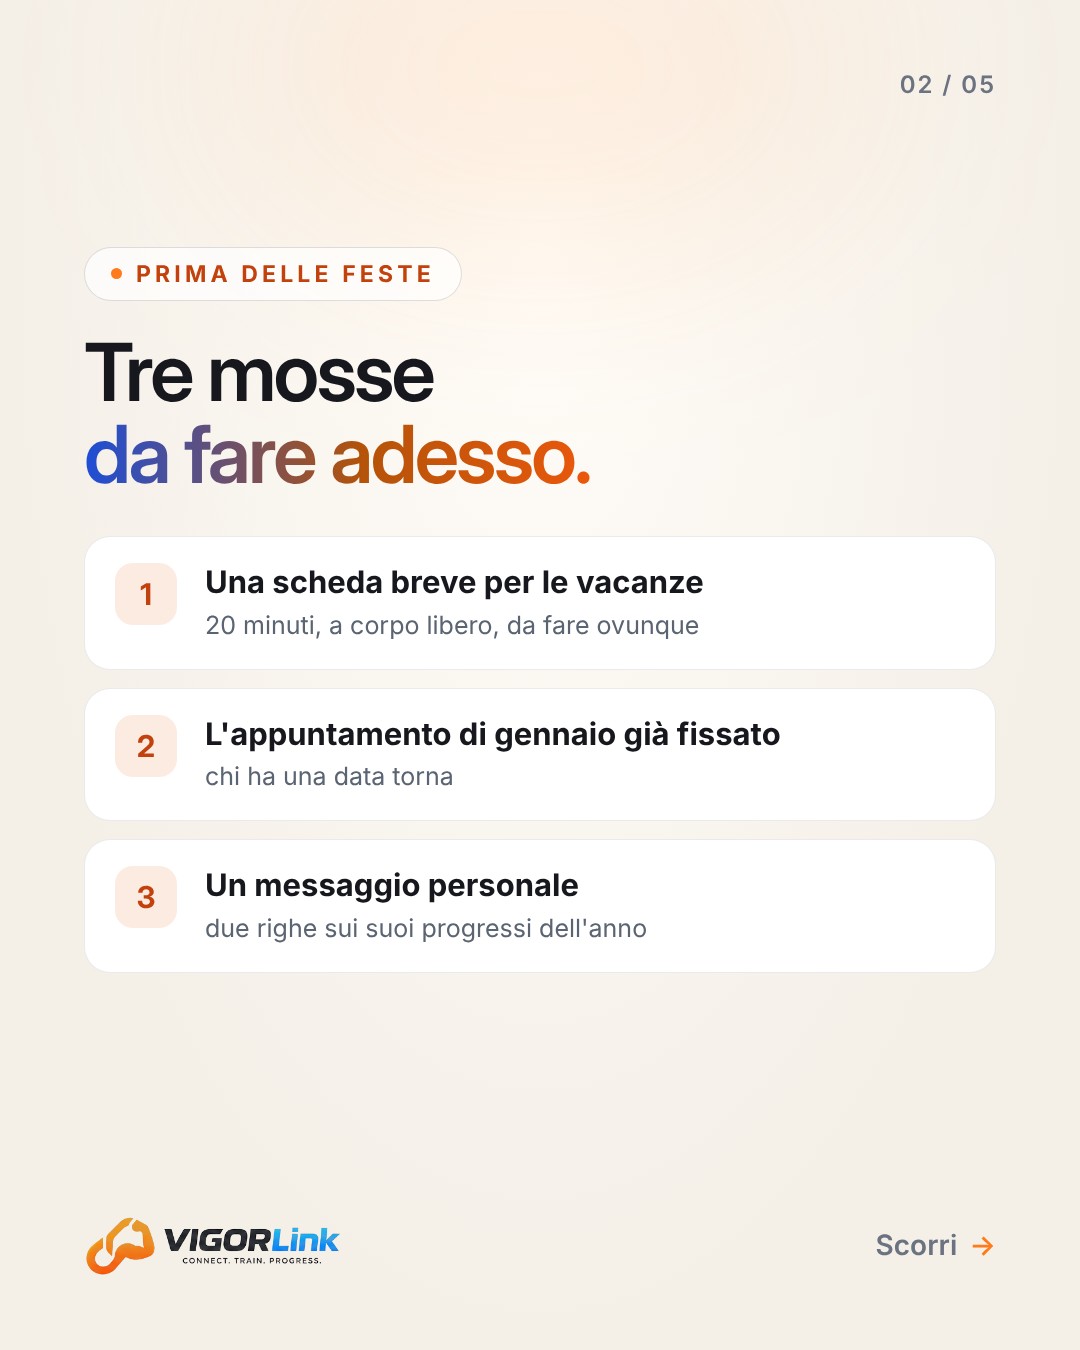 02 / 05
PRIMA DELLE FESTE
Tre mosse
da fare adesso.
1
Una scheda breve per le vacanze
20 minuti, a corpo libero, da fare ovunque
2
L'appuntamento di gennaio già fissato
chi ha una data torna
3
Un messaggio personale
due righe sui suoi progressi dell'anno
VIGORLink
CONNECT. TRAIN. PROGRESS.
Scorri →